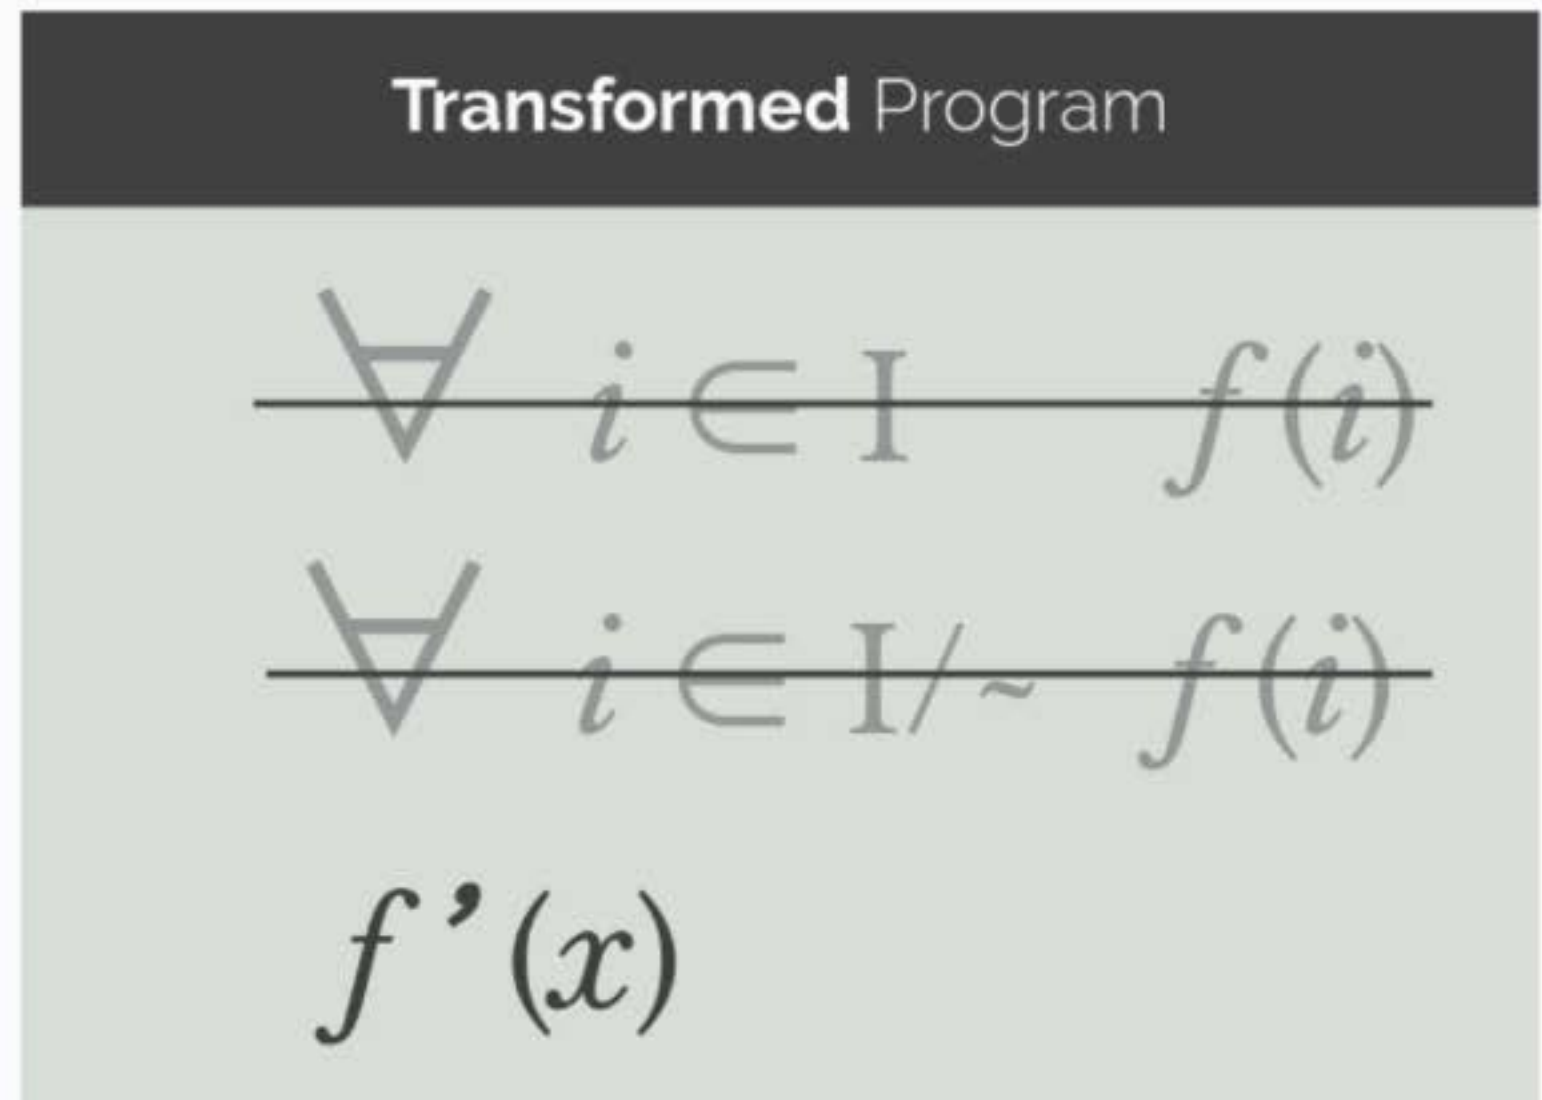 Transformed Program
∀ i ∈ I f(i)
∀ i ∈ I/~ f(i)
f’(x)